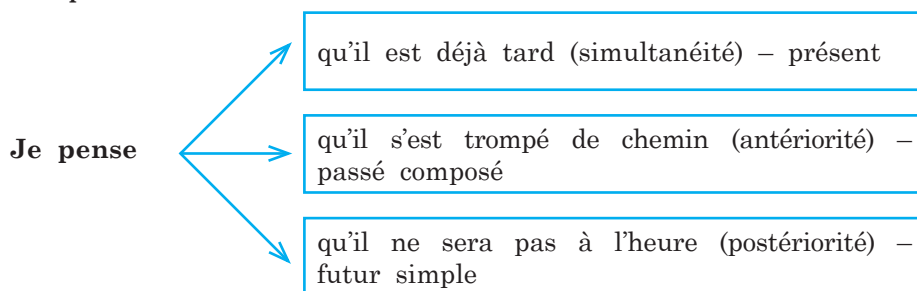 qu'il est déjà tard (simultanéité) – présent
Je pense
qu'il s'est trompé de chemin (antériorité) –
passé composé
qu'il ne sera pas à l'heure (postériorité) –
futur simple